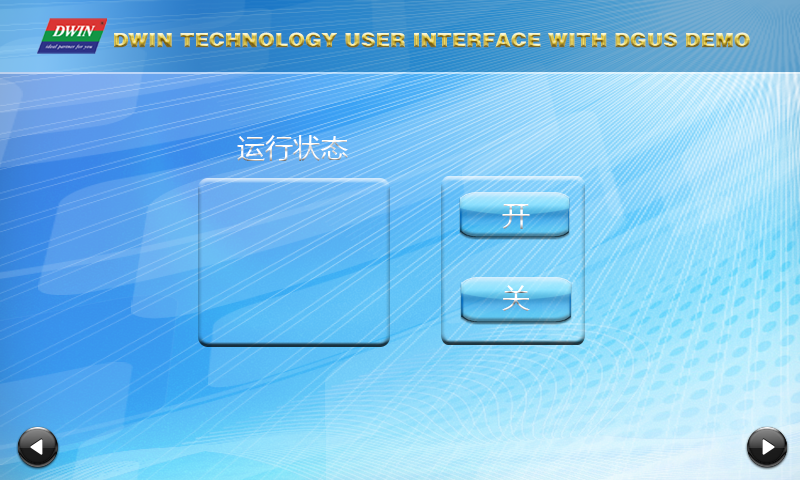 DWIN
ideal partner for you
DWIN TECHNOLOGY USER INTERFACE WITH DGUS DEMO
运行状态
开
关